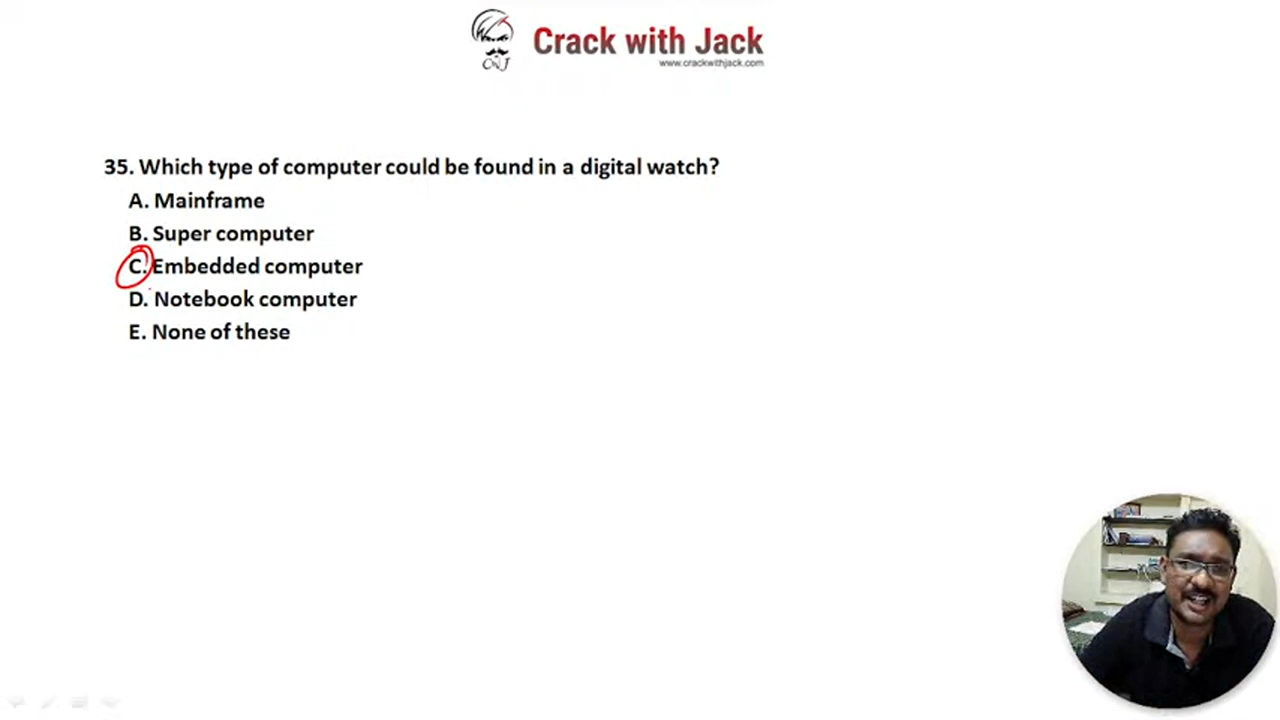 Crack with Jack
www.crackwithjack.com
35. Which type of computer could be found in a digital watch?
A. Mainframe
B. Super computer
C. Embedded computer
D. Notebook computer
E. None of these